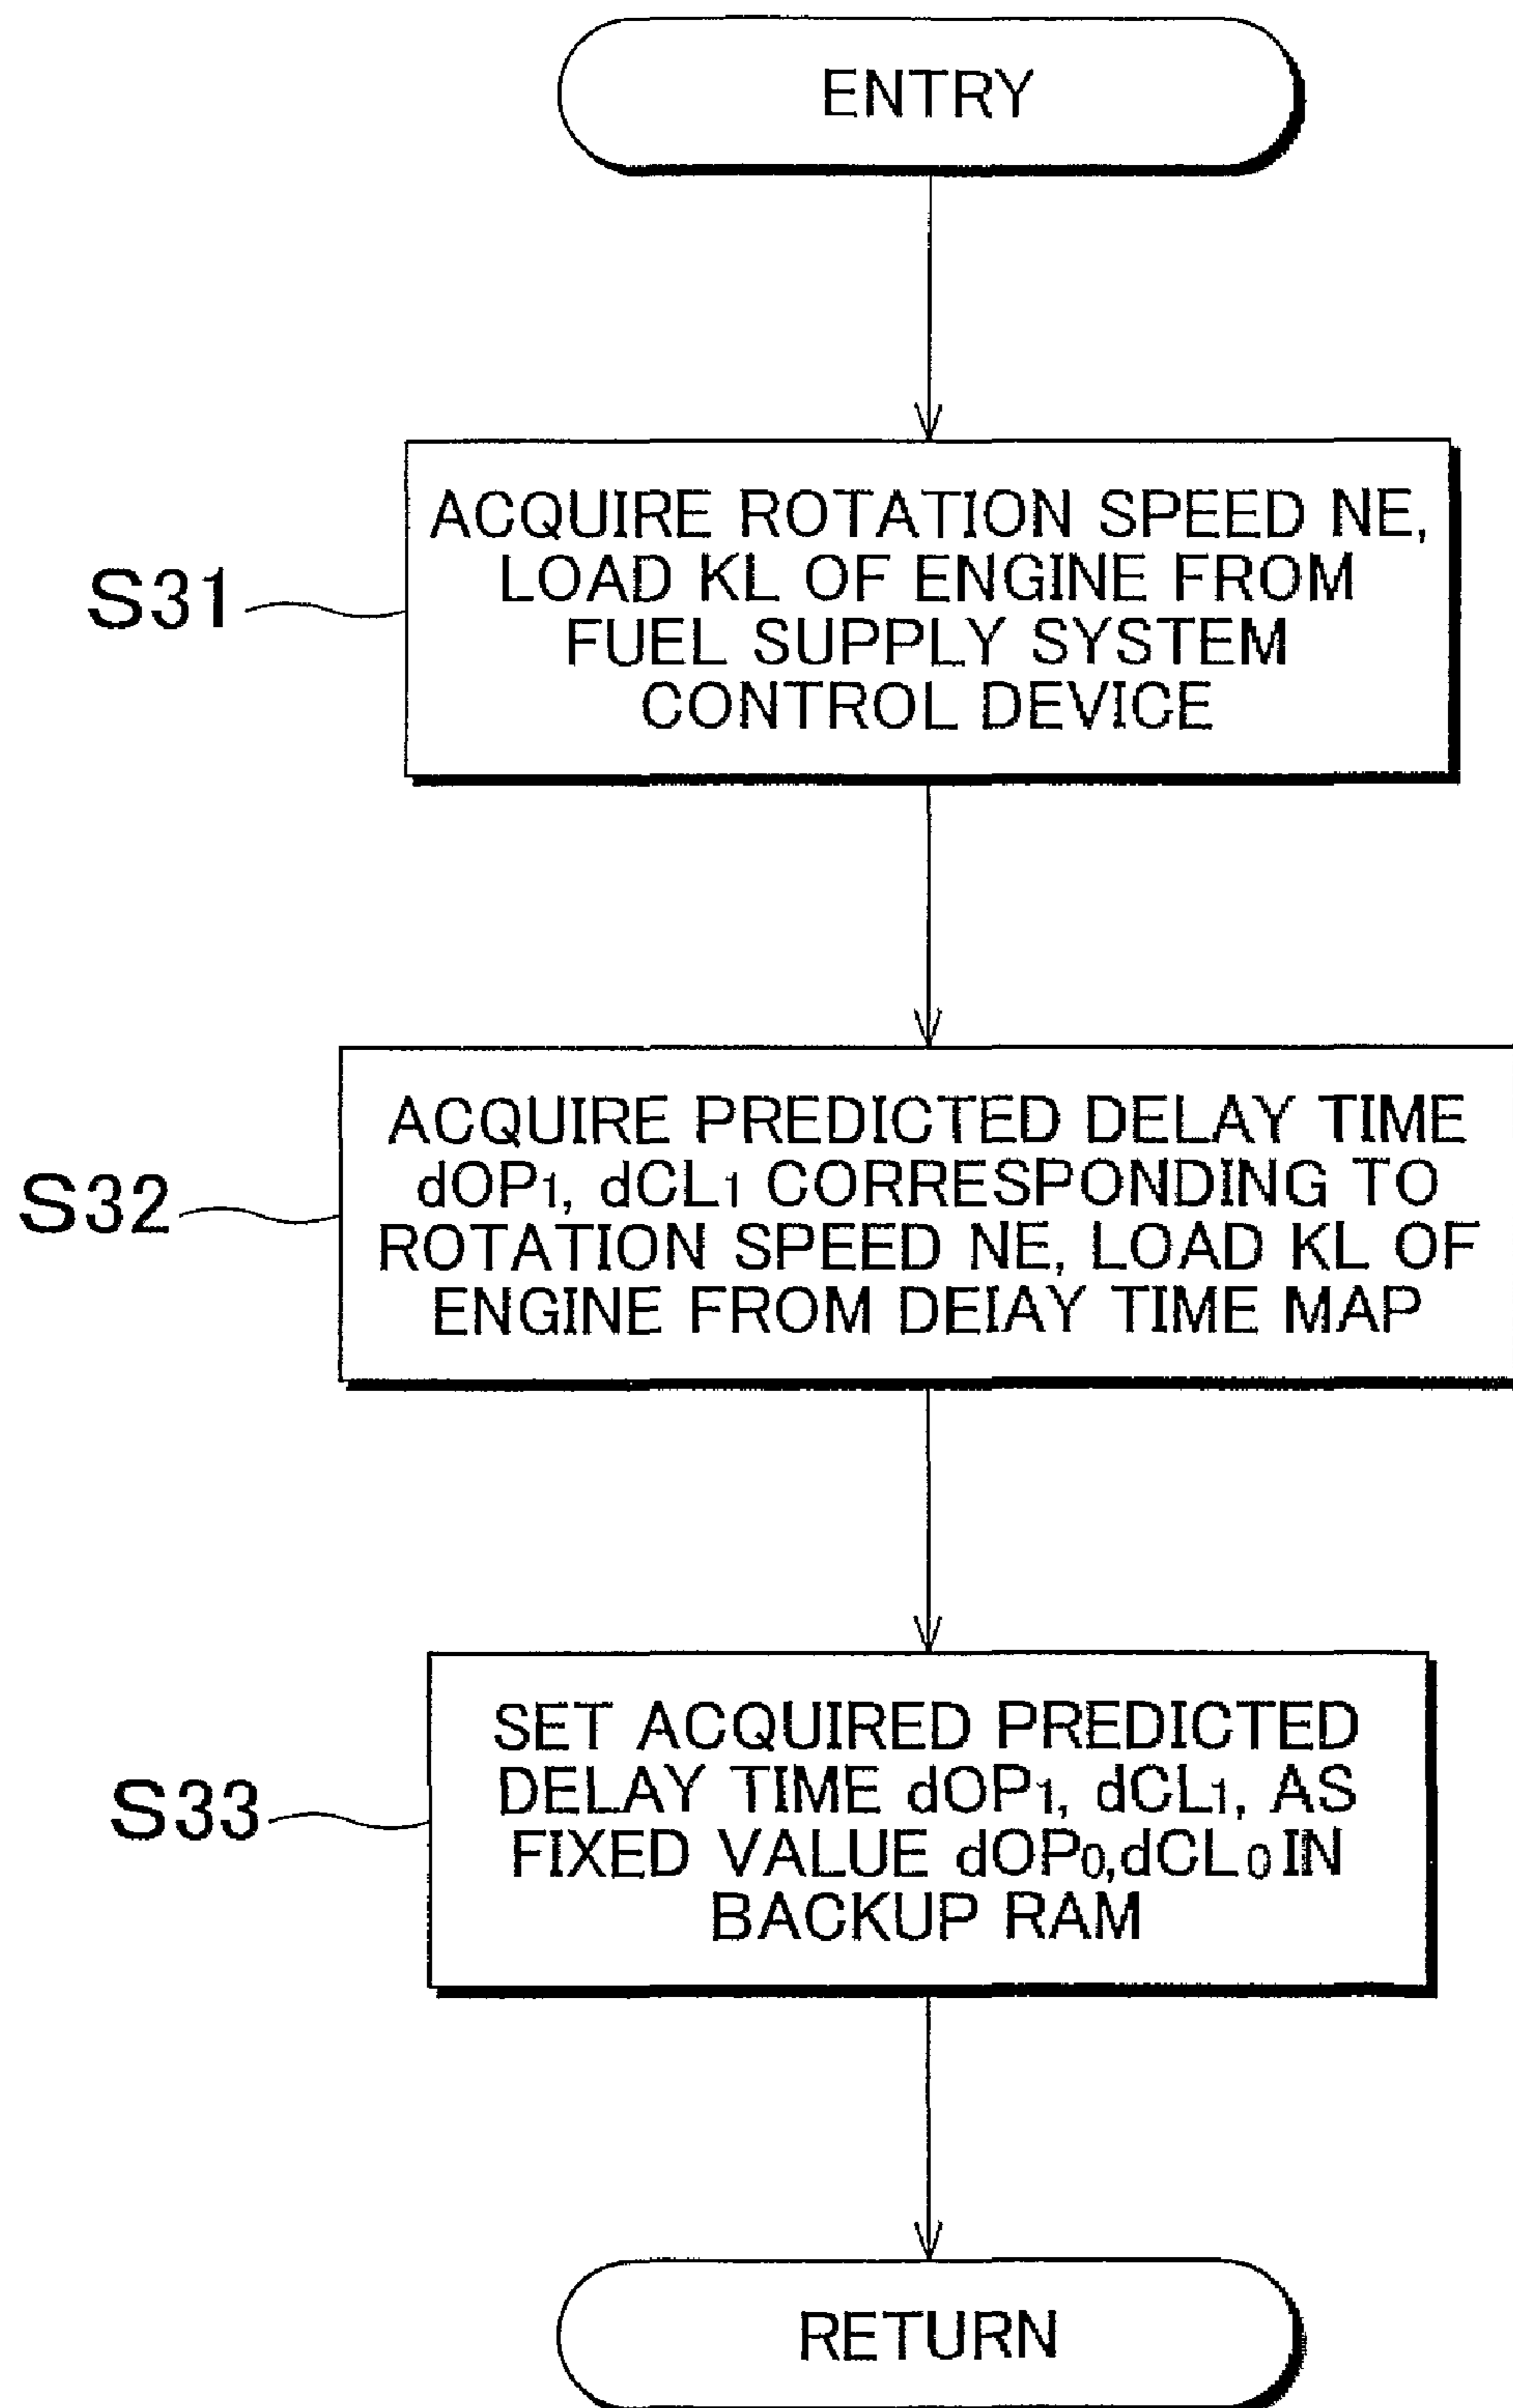 ENTRY
S31
ACQUIRE ROTATION SPEED NE,
LOAD KL OF ENGINE FROM
FUEL SUPPLY SYSTEM
CONTROL DEVICE
S32
ACQUIRE PREDICTED DELAY TIME
dOP₁, dCL₁ CORRESPONDING TO
ROTATION SPEED NE, LOAD KL OF
ENGINE FROM DEIAY TIME MAP
S33
SET ACQUIRED PREDICTED
DELAY TIME dOP₁, dCL₁, AS
FIXED VALUE dOP₀,dCL₀ IN
BACKUP RAM
RETURN